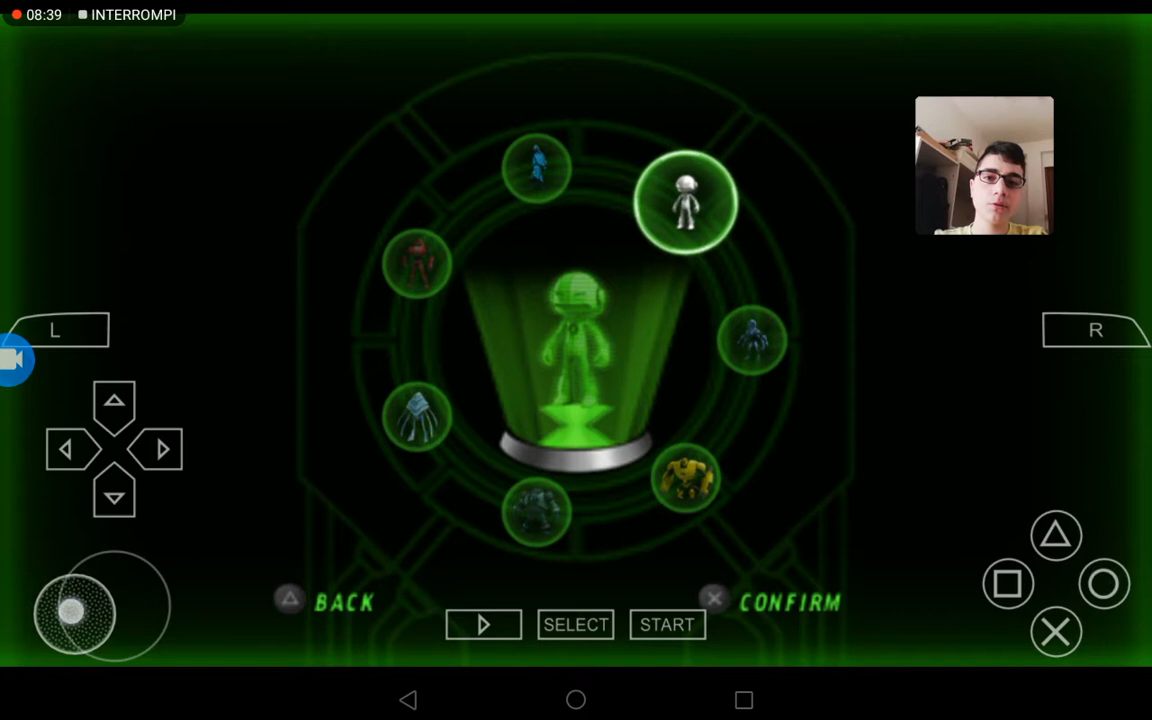 08:39 INTERROMPI
L
R
BACK
CONFIRM
SELECT
START